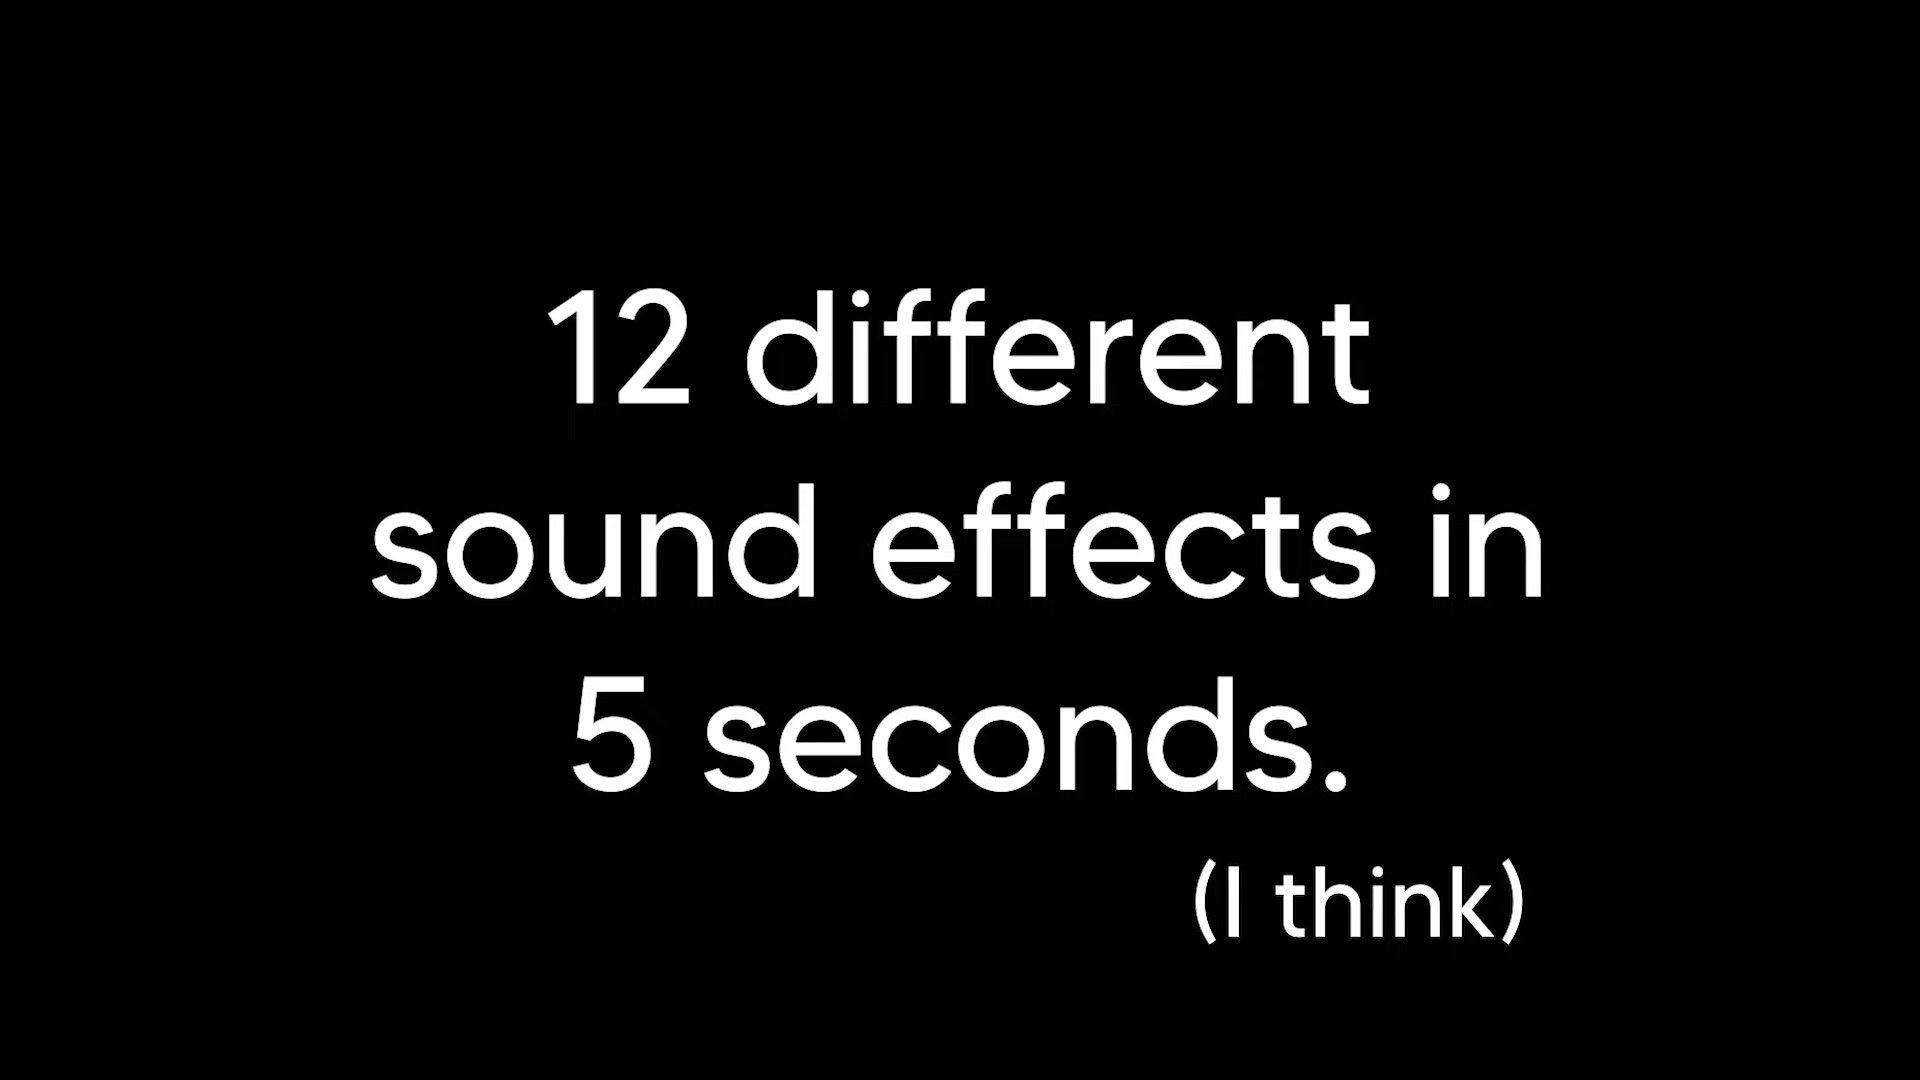 12 different
sound effects in
5 seconds.
(I think)